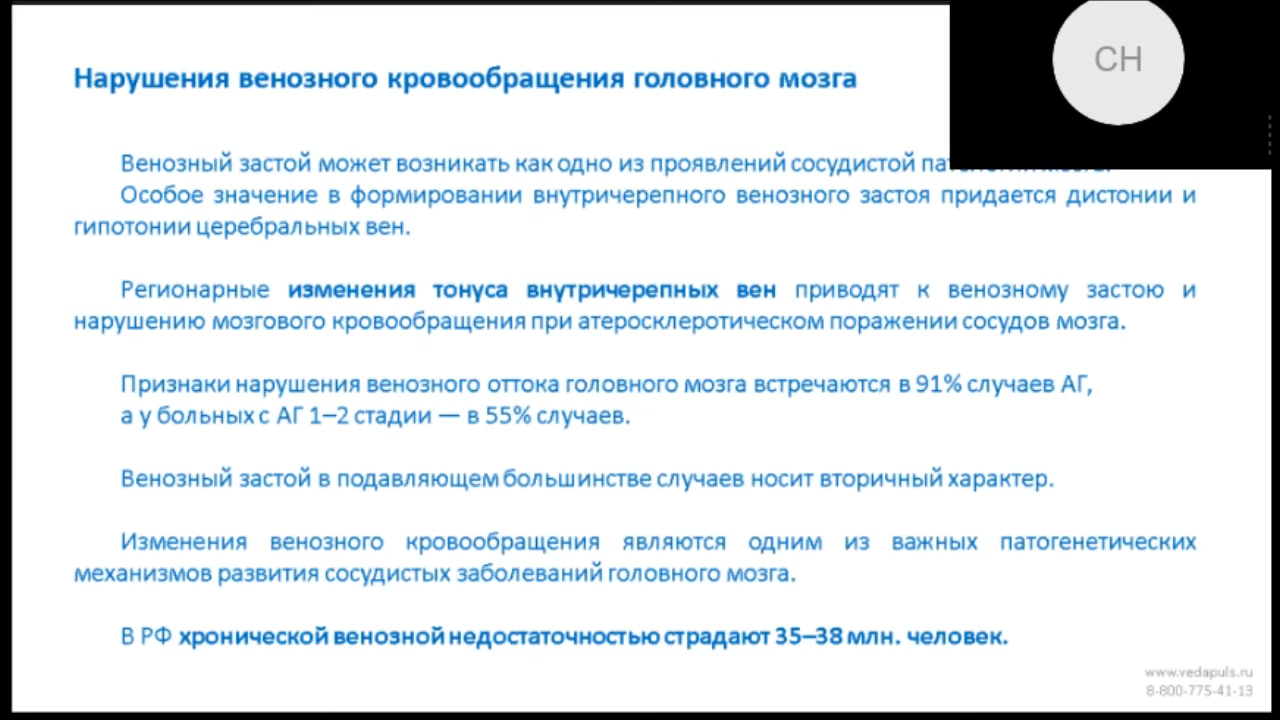 СН
Нарушения венозного кровообращения головного мозга
Венозный застой может возникать как одно из проявлений сосудистой
Особое значение в формировании внутричерепного венозного застоя придается дистонии и
гипотонии церебральных вен.
Регионарные изменения тонуса внутричерепных вен приводят к венозному застою и
нарушению мозгового кровообращения при атеросклеротическом поражении сосудов мозга.
Признаки нарушения венозного оттока головного мозга встречаются в 91% случаев АГ,
а у больных с АГ 1–2 стадии — в 55% случаев.
Венозный застой в подавляющем большинстве случаев носит вторичный характер.
Изменения венозного кровообращения являются одним из важных патогенетических
механизмов развития сосудистых заболеваний головного мозга.
В РФ хронической венозной недостаточностью страдают 35–38 млн. человек.
www.vedapuls.ru
8-800-775-41-13